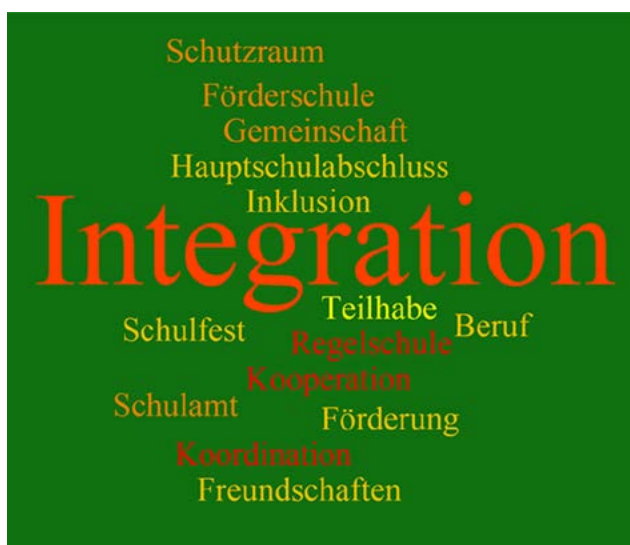 Schutzraum
Förderschule
Gemeinschaft
Hauptschulabschluss
Inklusion
Integration
Teilhabe
Schulfest
Beruf
Regelschule
Kooperation
Schulamt
Förderung
Koordination
Freundschaften